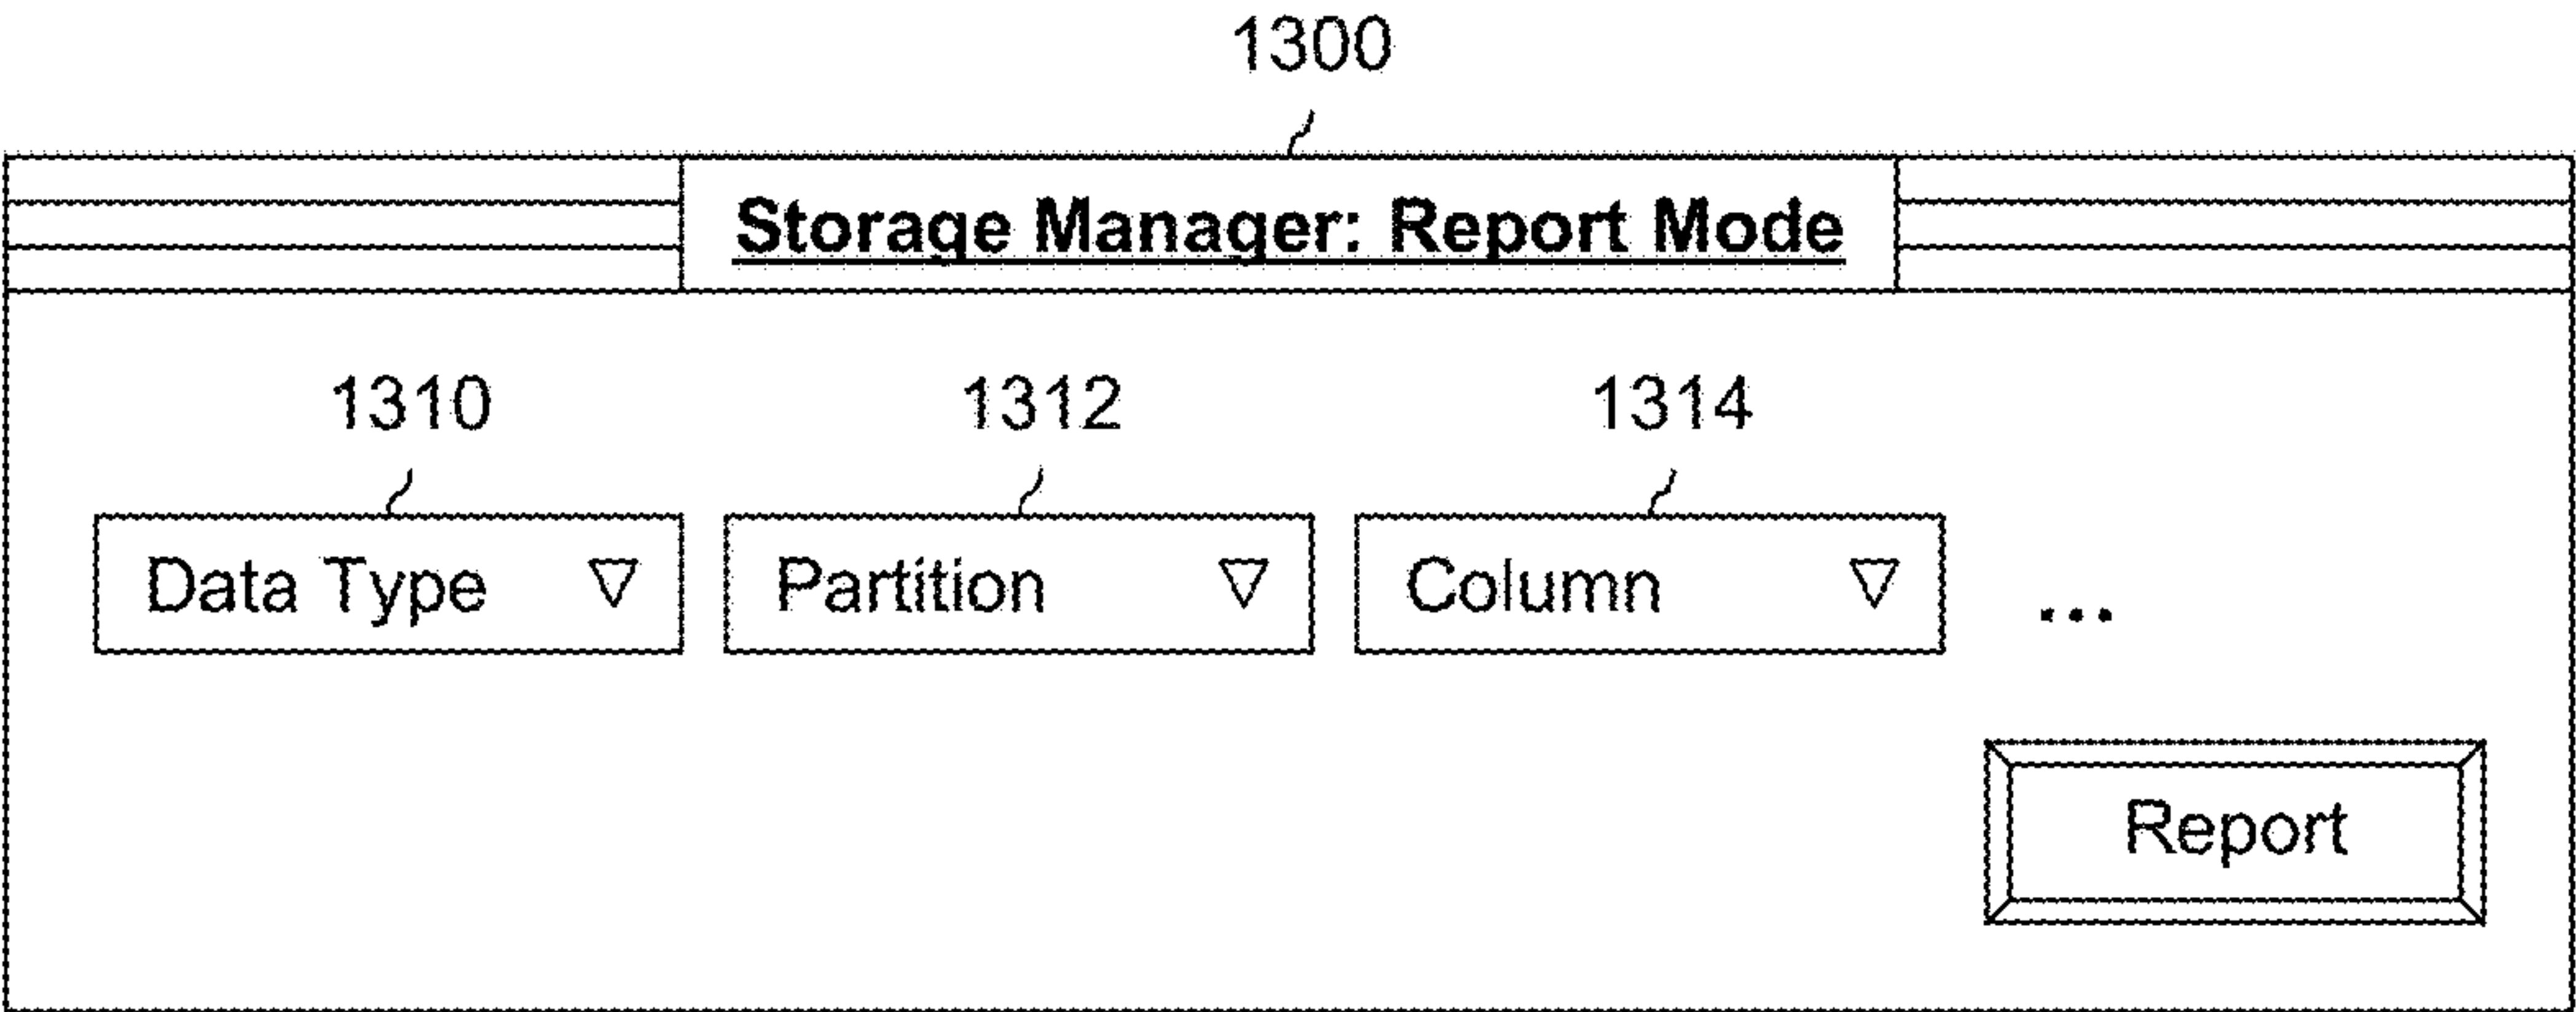 1300
Storage Manager: Report Mode
1310 1312 1314
Data Type Partition Column ...
Report